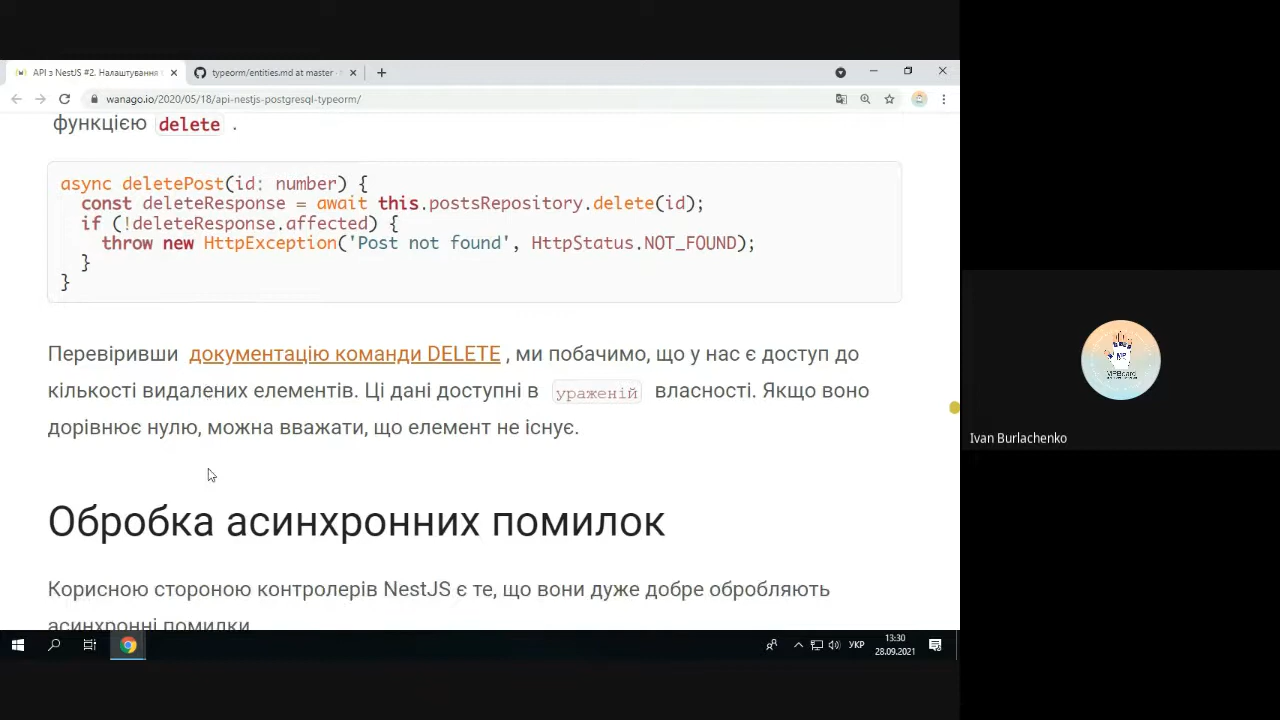 API з NestJS #2. Налаштування
typeorm/entities.md at master ·
wanago.io/2020/05/18/api-nestjs-postgresql-typeorm/
функцією delete .
async deletePost(id: number) {
const deleteResponse = await this.postsRepository.delete(id);
if (!deleteResponse.affected) {
throw new HttpException('Post not found', HttpStatus.NOT_FOUND);
}
}
Перевіривши документацію команди DELETE , ми побачимо, що у нас є доступ до
кількості видалених елементів. Ці дані доступні в ураженій власності. Якщо воно
дорівнює нулю, можна вважати, що елемент не існує.
Обробка асинхронних помилок
Корисною стороною контролерів NestJS є те, що вони дуже добре обробляють
асинхронні помилки
УКР
13:30
28.09.2021
MPBoard
Ivan Burlachenko